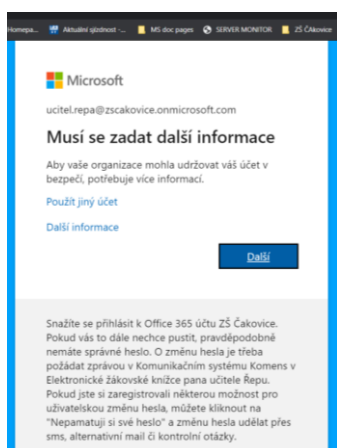 Homepa... Aktuální sjízdnost -... MS doc pages SERVER MONITOR ZŠ Čakovice
Microsoft
ucitel.repa@zscakovice.onmicrosoft.com
Musí se zadat další informace
Aby vaše organizace mohla udržovat váš účet v
bezpečí, potřebuje více informací.
Použít jiný účet
Další informace
Další
Snažíte se přihlásit k Office 365 účtu ZŠ Čakovice.
Pokud vás to dále nechce pustit, pravděpodobně
nemáte správné heslo. O změnu hesla je třeba
požádat zprávou v Komunikačním systému Komens v
Elektronické žákovské knížce pana učitele Řepu.
Pokud jste si zaregistrovali některou možnost pro
uživatelskou změnu hesla, můžete kliknout na
"Nepamatuji si své heslo" a změnu hesla udělat přes
sms, alternativní mail či kontrolní otázky.